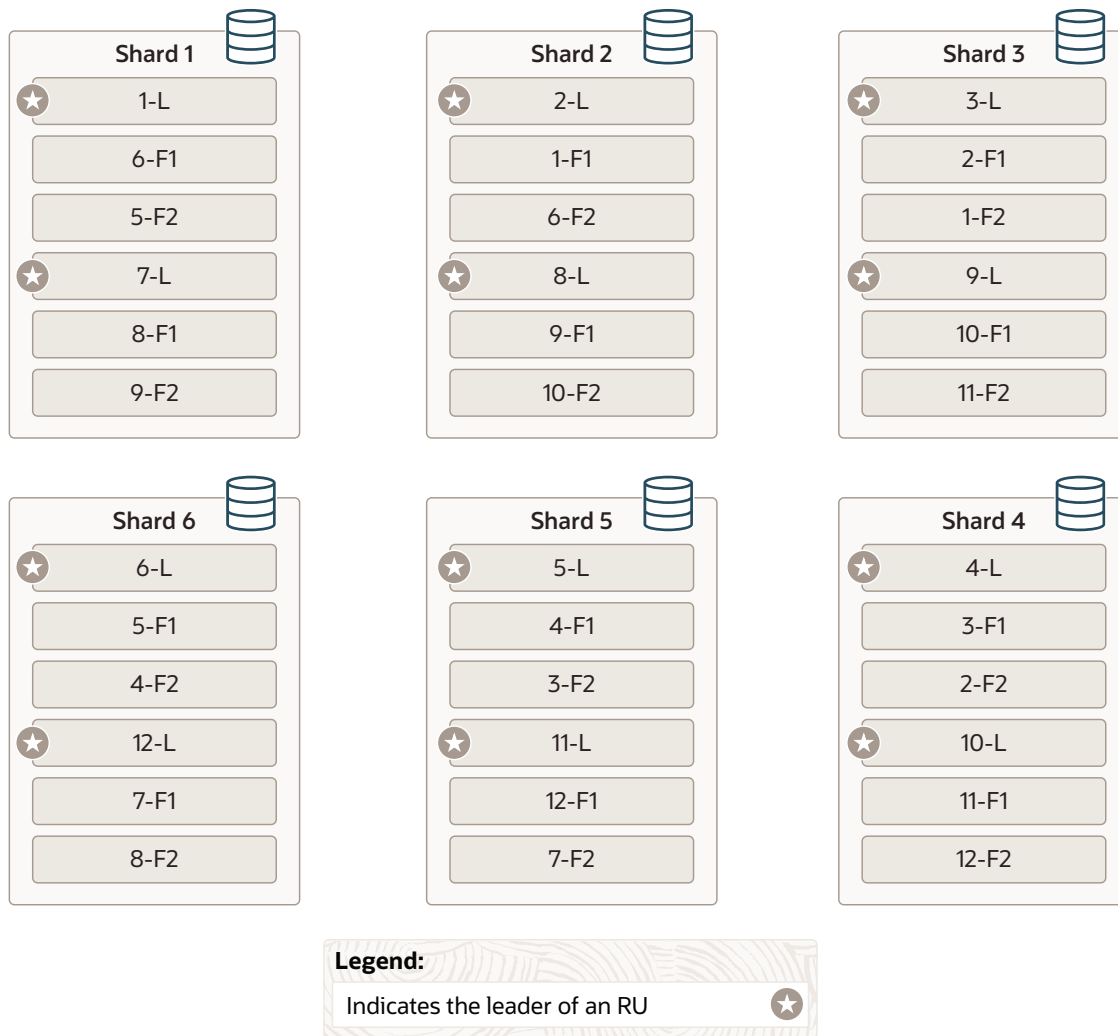 Shard 1
1-L
6-F1
5-F2
7-L
8-F1
9-F2
Shard 2
2-L
1-F1
6-F2
8-L
9-F1
10-F2
Shard 3
3-L
2-F1
1-F2
9-L
10-F1
11-F2
Shard 6
6-L
5-F1
4-F2
12-L
7-F1
8-F2
Shard 5
5-L
4-F1
3-F2
11-L
12-F1
7-F2
Shard 4
4-L
3-F1
2-F2
10-L
11-F1
12-F2
Legend:
Indicates the leader of an RU